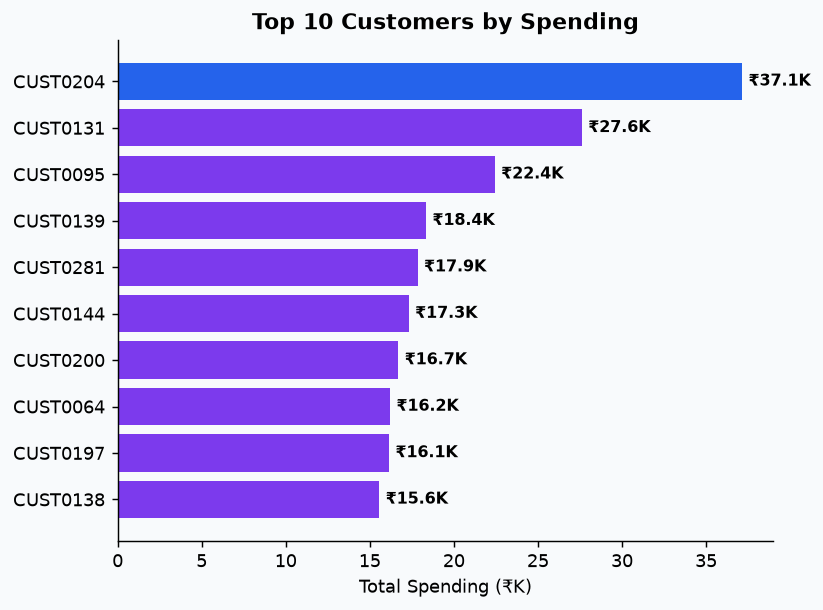 Top 10 Customers by Spending
CUST0204 ₹37.1K
CUST0131 ₹27.6K
CUST0095 ₹22.4K
CUST0139 ₹18.4K
CUST0281 ₹17.9K
CUST0144 ₹17.3K
CUST0200 ₹16.7K
CUST0064 ₹16.2K
CUST0197 ₹16.1K
CUST0138 ₹15.6K
0 5 10 15 20 25 30 35
Total Spending (₹K)